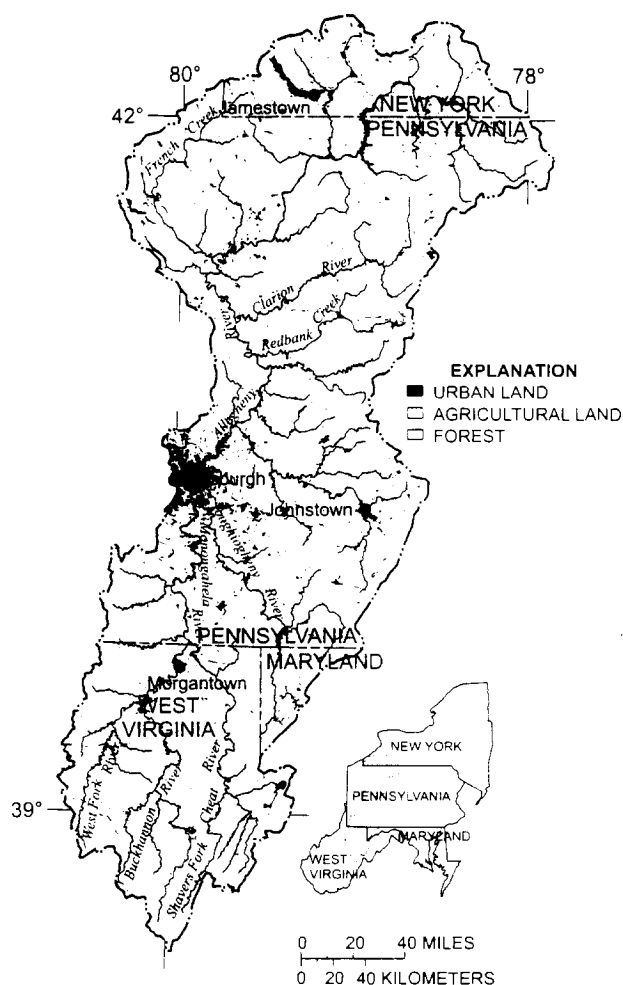 80°
78°
42°
Jamestown
NEW YORK
PENNSYLVANIA
French Creek
Clarion River
Redbank Creek
River
Allegheny
EXPLANATION
URBAN LAND
AGRICULTURAL LAND
FOREST
burgh
Johnstown
Monongahela River
River
PENNSYLVANIA
MARYLAND
Morgantown
WEST
VIRGINIA
39°
West Fork River
Buckhannon River
Shavers Fork
Cheat River
NEW YORK
PENNSYLVANIA
MARYLAND
WEST
VIRGINIA
0 20 40 MILES
0 20 40 KILOMETERS